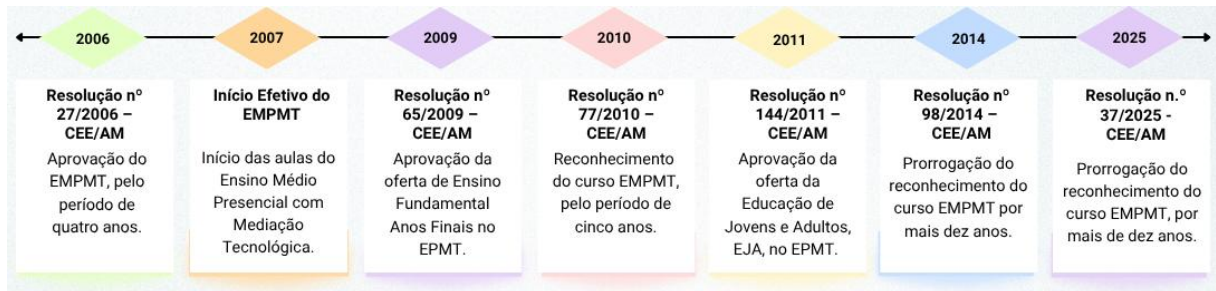 2006
2007
2009
2010
2011
2014
2025
Resolução nº
27/2006 –
CEE/AM
Aprovação do
EMPMT, pelo
período de
quatro anos.
Início Efetivo do
EMPMT
Início das aulas do
Ensino Médio
Presencial com
Mediação
Tecnológica.
Resolução nº
65/2009 –
CEE/AM
Aprovação da
oferta de Ensino
Fundamental
Anos Finais no
EPMT.
Resolução nº
77/2010 –
CEE/AM
Reconhecimento
do curso EMPMT,
pelo período de
cinco anos.
Resolução nº
144/2011 –
CEE/AM
Aprovação da
oferta da
Educação de
Jovens e Adultos,
EJA, no EPMT.
Resolução nº
98/2014 –
CEE/AM
Prorrogação do
reconhecimento do
curso EMPMT por
mais dez anos.
Resolução n.º
37/2025 -
CEE/AM
Prorrogação do
reconhecimento do
curso EMPMT, por
mais de dez anos.